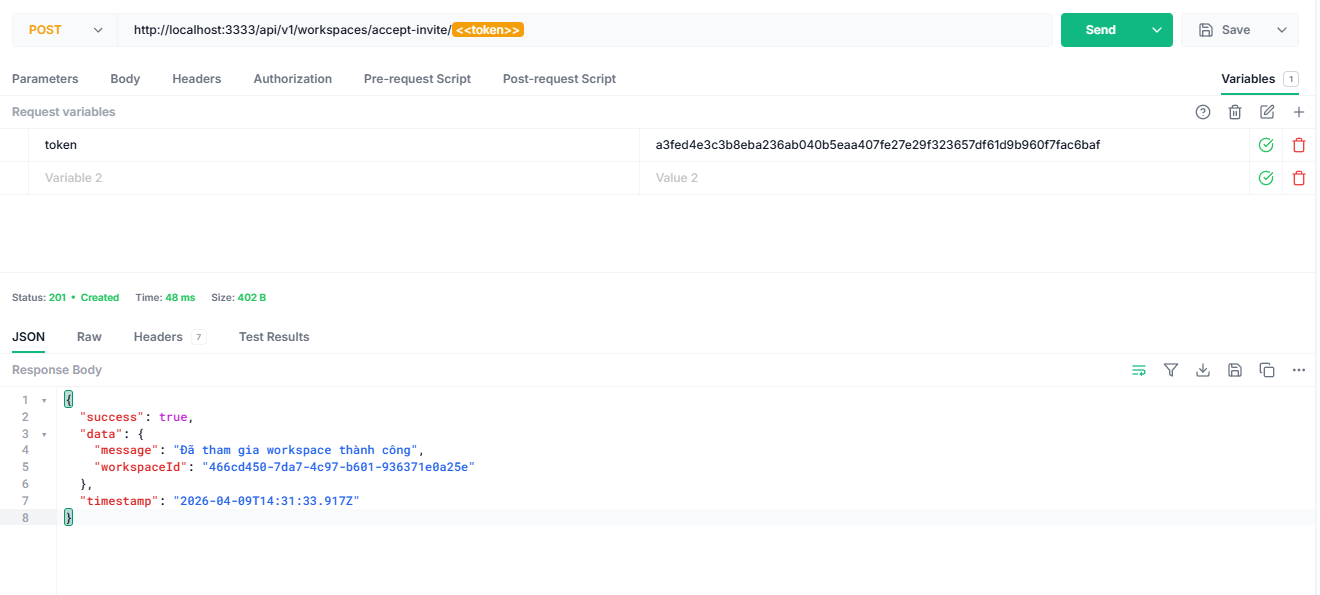 POST http://localhost:3333/api/v1/workspaces/accept-invite/<<token>> Send Save
Parameters Body Headers Authorization Pre-request Script Post-request Script Variables 1
Request variables
token a3fed4e3c3b8eba236ab040b5eaa407fe27e29f323657df61d9b960f7fac6baf
Variable 2 Value 2
Status: 201 • Created Time: 48 ms Size: 402 B
JSON Raw Headers 7 Test Results
Response Body
1 {
2 "success": true,
3 "data": {
4 "message": "Đã tham gia workspace thành công",
5 "workspaceId": "466cd450-7da7-4c97-b601-936371e0a25e"
6 },
7 "timestamp": "2026-04-09T14:31:33.917Z"
8 }